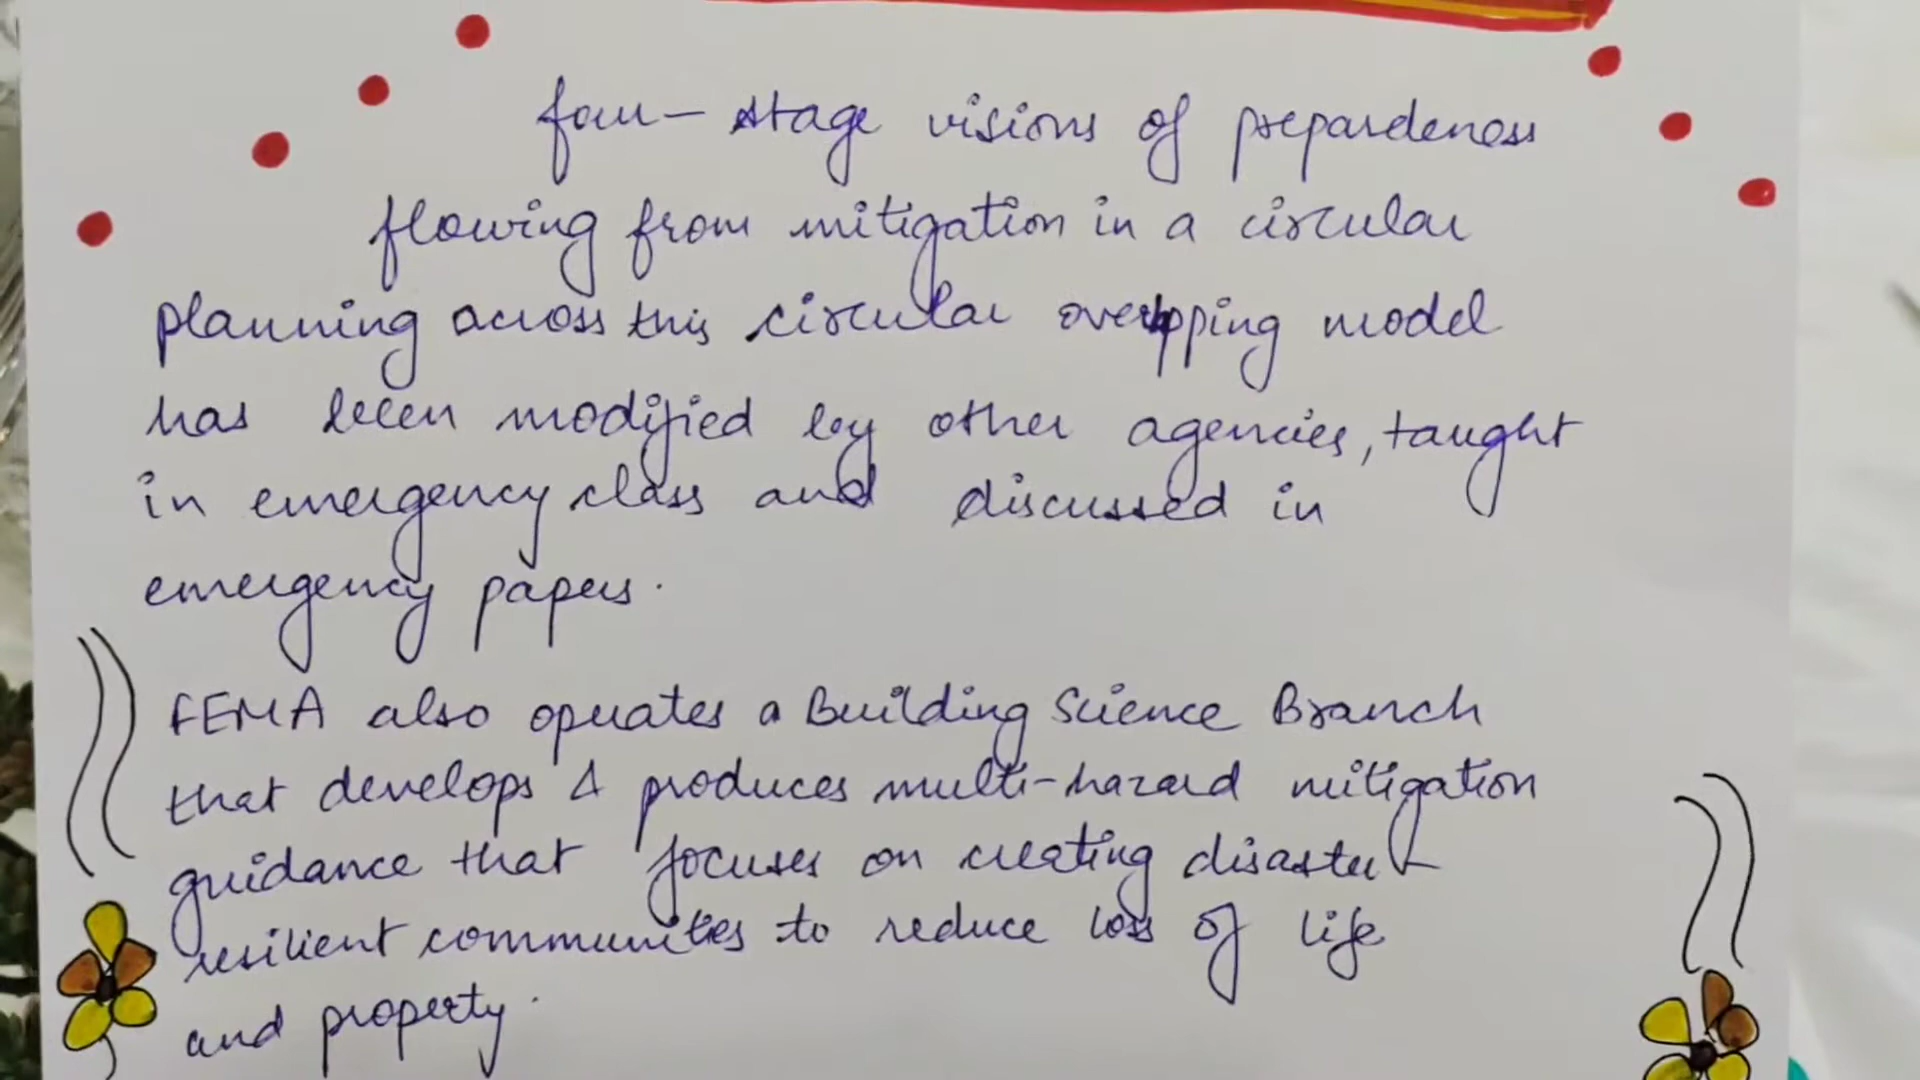 four-stage visions of prepardeness
flowing from mitigation in a circular
planning across this circular overlpping model
has been modified by other agencies, taught
in emergency class and discussed in
emergency papers.
FEMA also operates a Building Science Branch
that develops & produces multi-hazard mitigation
guidance that focuses on creating disaster
resilient communities to reduce loss of life
and property.